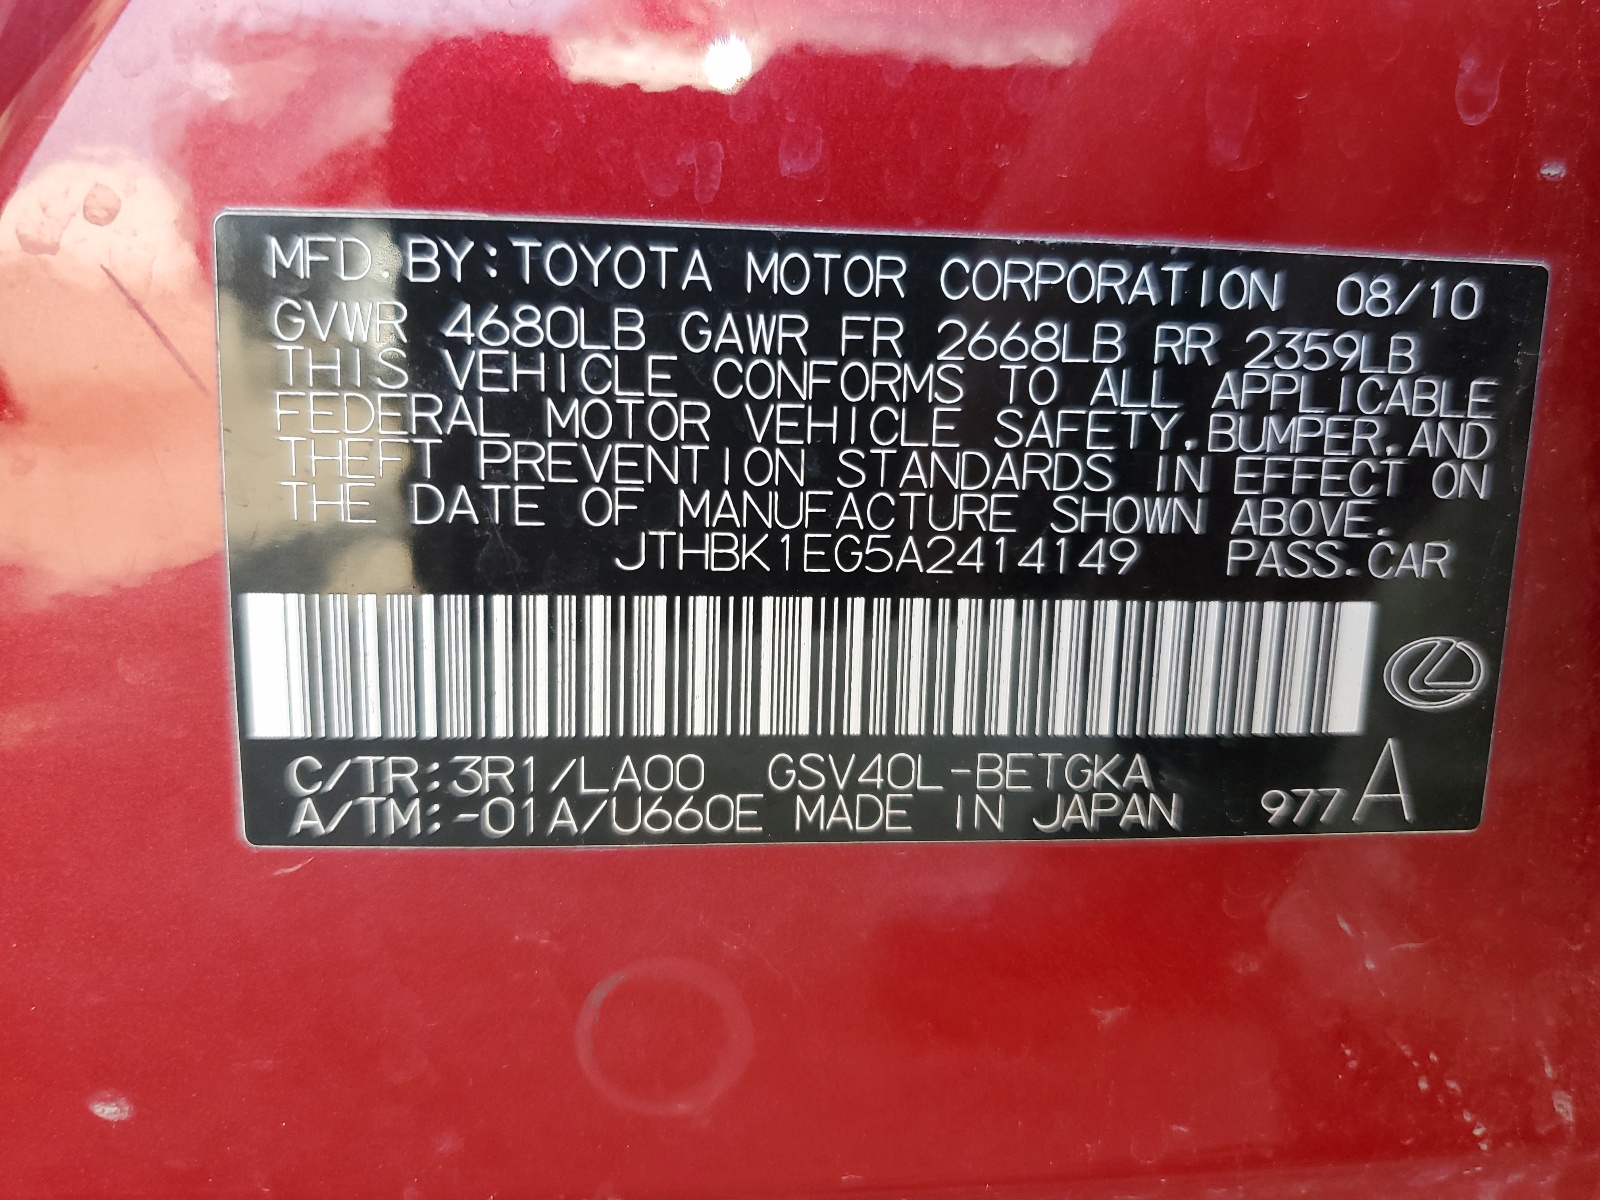 MFD. BY: TOYOTA MOTOR CORPORATION 08/10
GVWR 4680LB GAWR FR 2668LB RR 2359LB
THIS VEHICLE CONFORMS TO ALL APPLICABLE
FEDERAL MOTOR VEHICLE SAFETY, BUMPER, AND
THEFT PREVENTION STANDARDS IN EFFECT ON
THE DATE OF MANUFACTURE SHOWN ABOVE.
JTHBK1EG5A2414149 PASS. CAR
C/TR: 3R1/LA00 GSV40L-BETGKA
A/TM: -01A/U660E MADE IN JAPAN 977 A